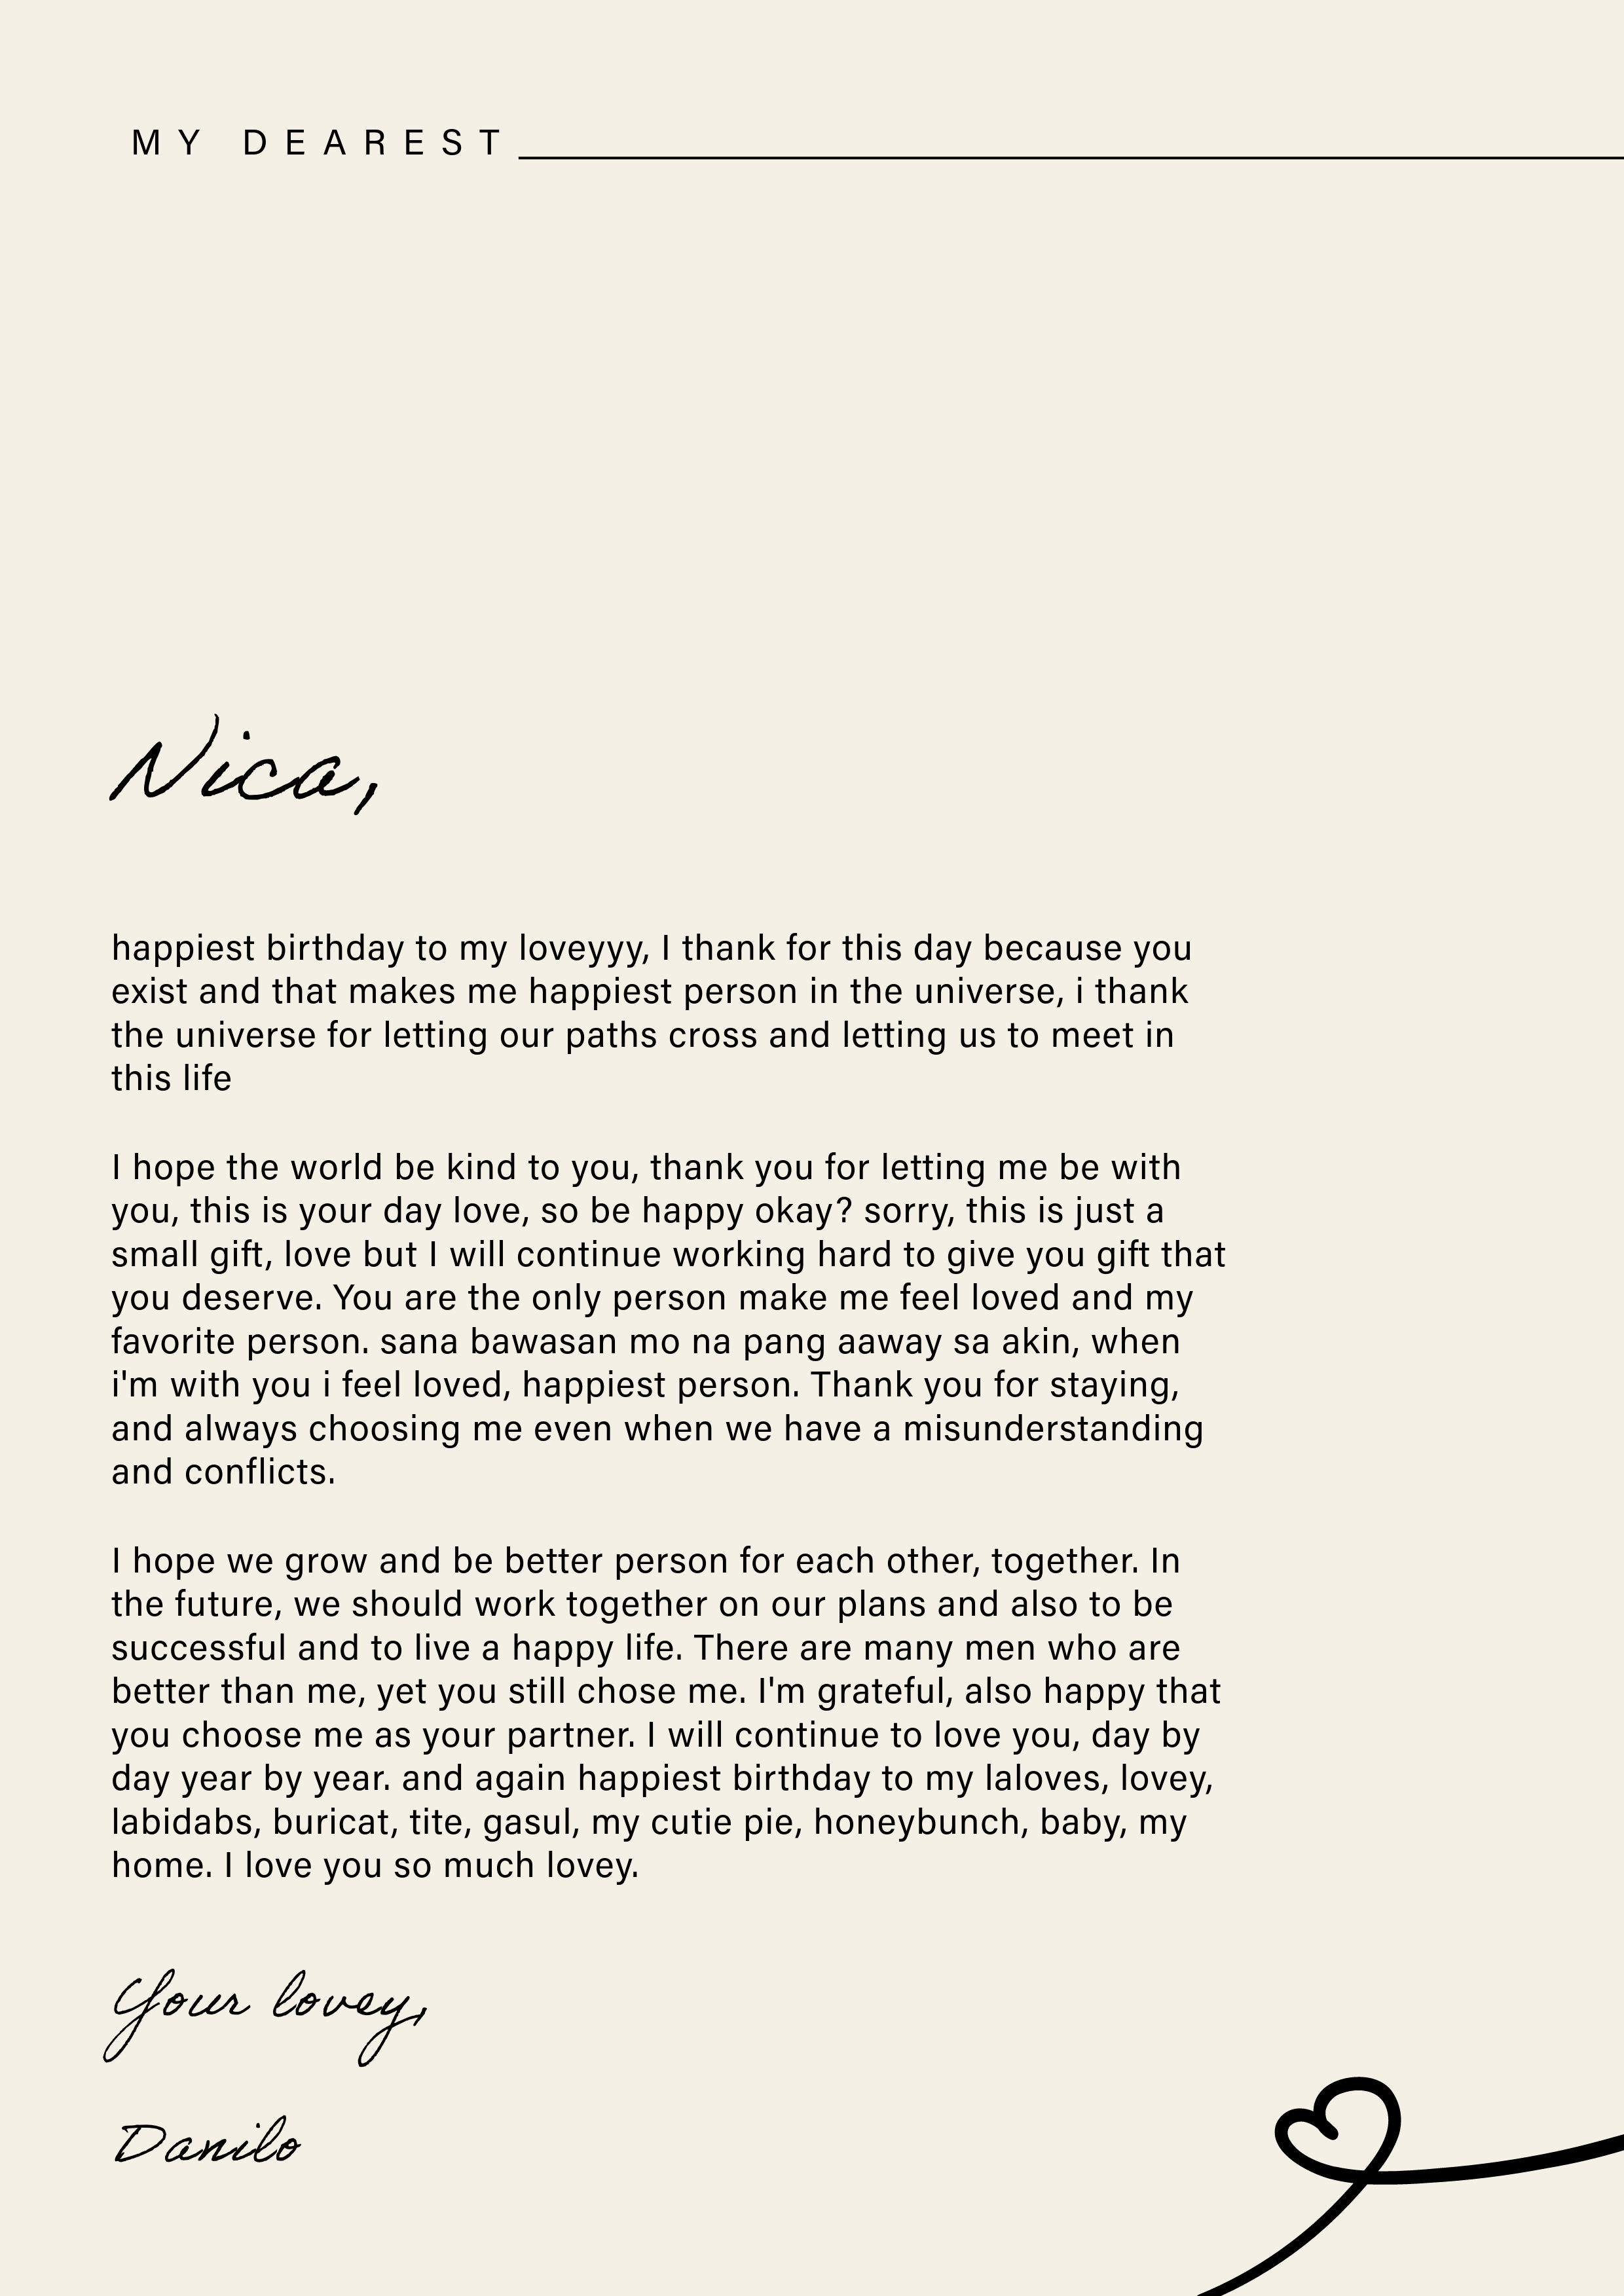 MY DEAREST
Nica,
happiest birthday to my loveyyy, I thank for this day because you
exist and that makes me happiest person in the universe, i thank
the universe for letting our paths cross and letting us to meet in
this life
I hope the world be kind to you, thank you for letting me be with
you, this is your day love, so be happy okay? sorry, this is just a
small gift, love but I will continue working hard to give you gift that
you deserve. You are the only person make me feel loved and my
favorite person. sana bawasan mo na pang aaway sa akin, when
i'm with you i feel loved, happiest person. Thank you for staying,
and always choosing me even when we have a misunderstanding
and conflicts.
I hope we grow and be better person for each other, together. In
the future, we should work together on our plans and also to be
successful and to live a happy life. There are many men who are
better than me, yet you still chose me. I'm grateful, also happy that
you choose me as your partner. I will continue to love you, day by
day year by year. and again happiest birthday to my laloves, lovey,
labidabs, buricat, tite, gasul, my cutie pie, honeybunch, baby, my
home. I love you so much lovey.
Your lovey,
Danilo